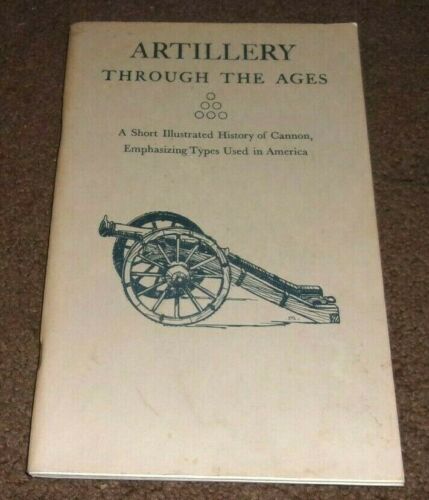 ARTILLERY
THROUGH THE AGES
A Short Illustrated History of Cannon,
Emphasizing Types Used in America